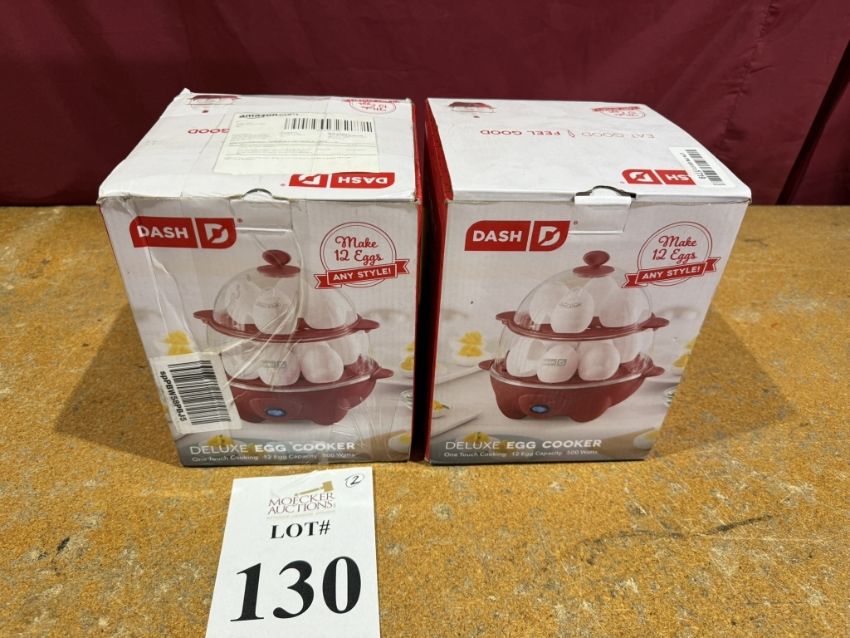 DASH
DASH
Make
12 Eggs
ANY STYLE!
DELUXE EGG COOKER
One Touch Cooking 12 Egg Capacity 500 Watts
EAT GOOD & FEEL GOOD
DASH
DASH
Make
12 Eggs
ANY STYLE!
DELUXE EGG COOKER
One Touch Cooking 12 Egg Capacity 500 Watts
2
MOECKER
AUCTIONS
LOT#
130